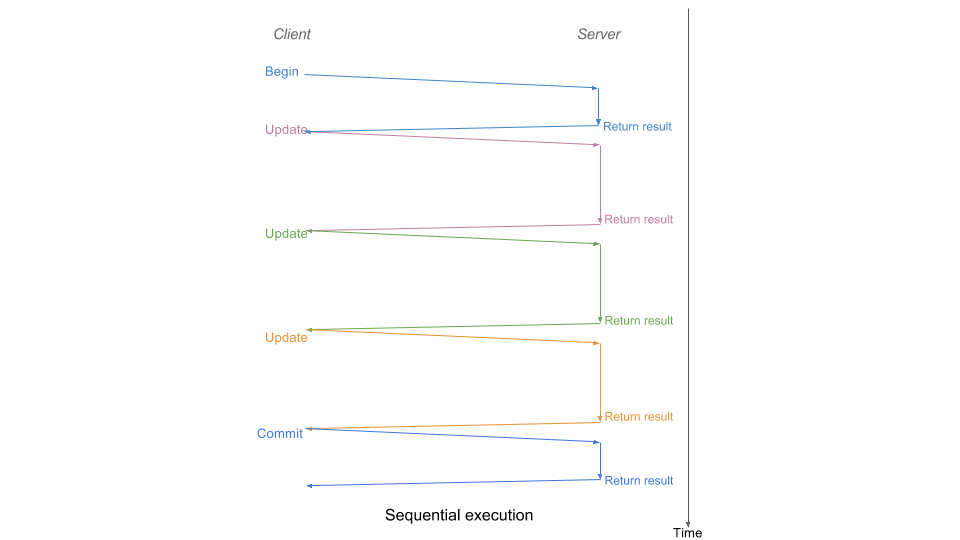 Client
Server
Begin
Return result
Update
Return result
Update
Return result
Update
Return result
Commit
Return result
Sequential execution
Time